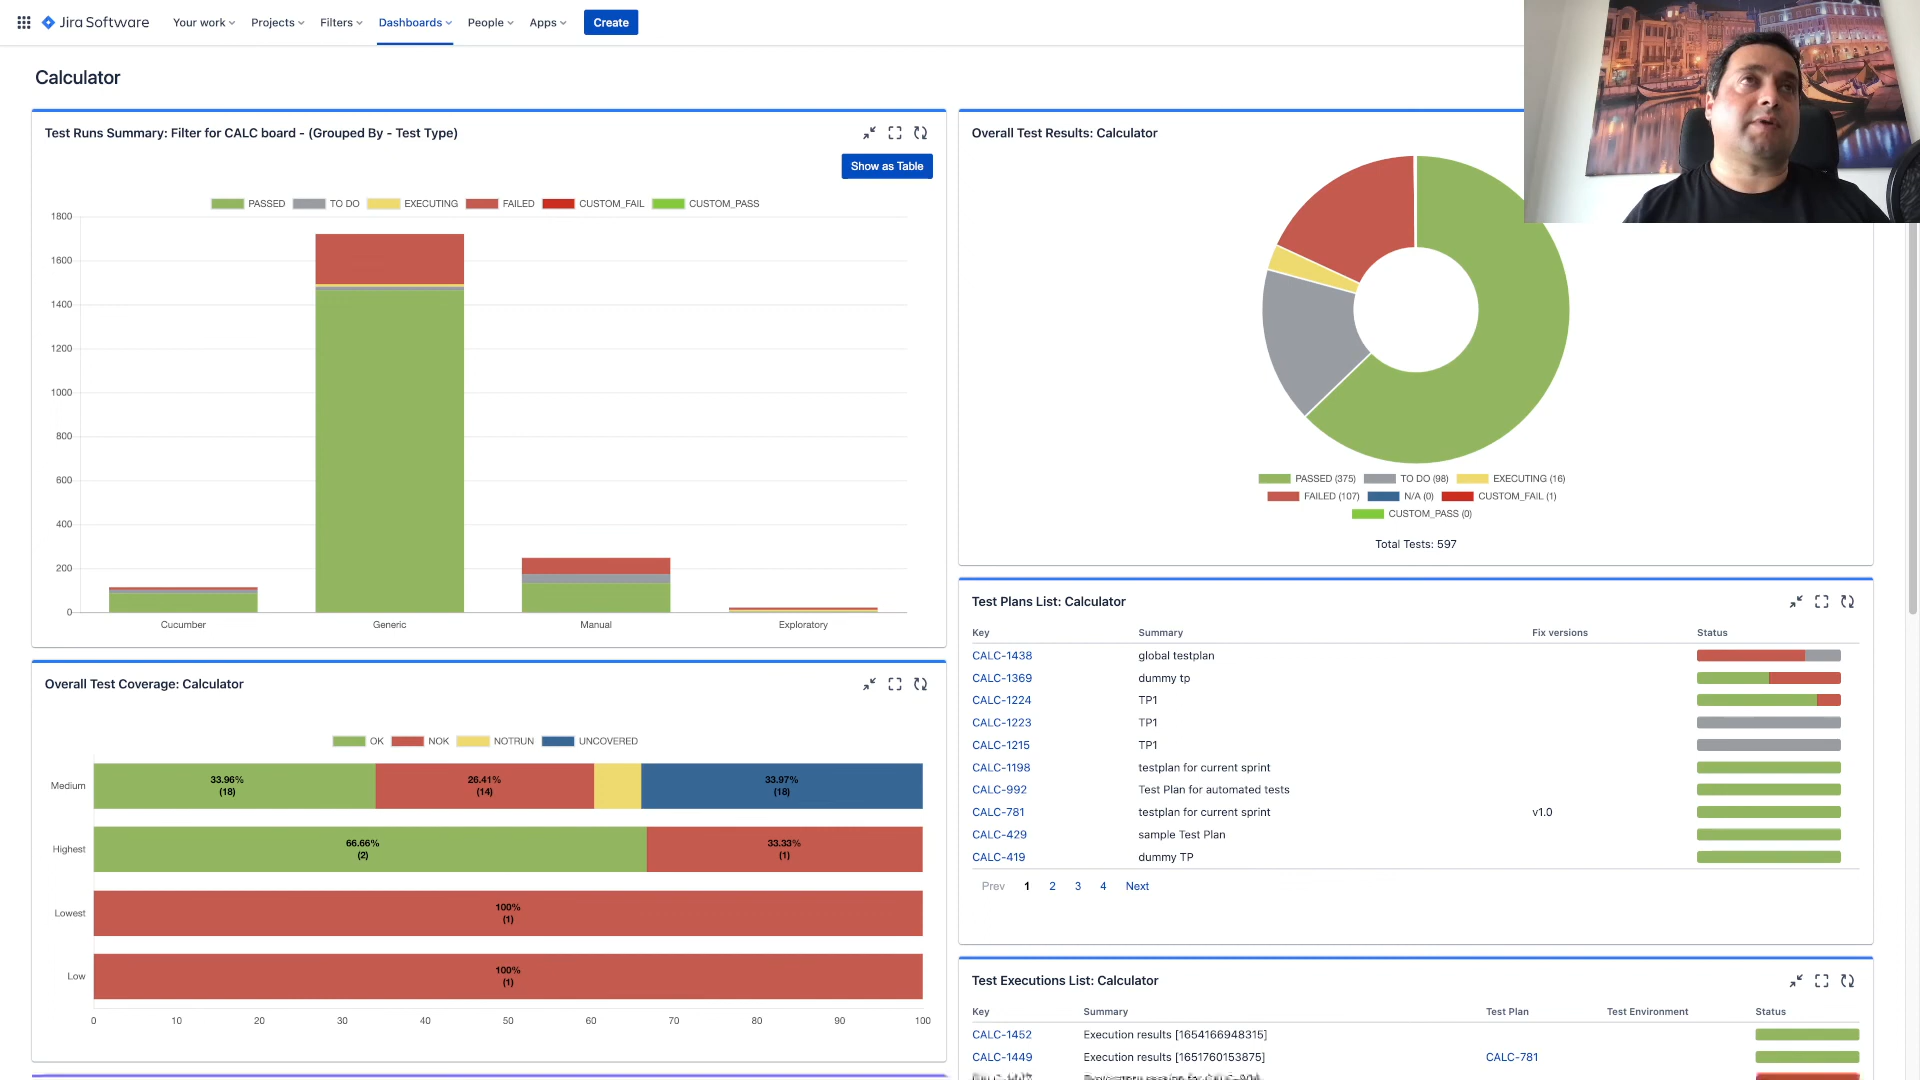 Jira Software
Your work
Projects
Filters
Dashboards
People
Apps
Create
Calculator
Test Runs Summary: Filter for CALC board - (Grouped By - Test Type)
Show as Table
PASSED TO DO EXECUTING FAILED CUSTOM_FAIL CUSTOM_PASS
1800
1600
1400
1200
1000
800
600
400
200
0
Cucumber Generic Manual Exploratory
Overall Test Coverage: Calculator
OK NOK NOTRUN UNCOVERED
Medium
33.96%
(18)
26.41%
(14)
33.97%
(18)
Highest
66.66%
(2)
33.33%
(1)
Lowest
100%
(1)
Low
100%
(1)
0 10 20 30 40 50 60 70 80 90 100
Overall Test Results: Calculator
PASSED (375) TO DO (98) EXECUTING (16)
FAILED (107) N/A (0) CUSTOM_FAIL (1)
CUSTOM_PASS (0)
Total Tests: 597
Test Plans List: Calculator
Key Summary Fix versions Status
CALC-1438 global testplan
CALC-1369 dummy tp
CALC-1224 TP1
CALC-1223 TP1
CALC-1215 TP1
CALC-1198 testplan for current sprint
CALC-992 Test Plan for automated tests
CALC-781 testplan for current sprint v1.0
CALC-429 sample Test Plan
CALC-419 dummy TP
Prev 1 2 3 4 Next
Test Executions List: Calculator
Key Summary Test Plan Test Environment Status
CALC-1452 Execution results [1654166948315]
CALC-1449 Execution results [1651760153875] CALC-781